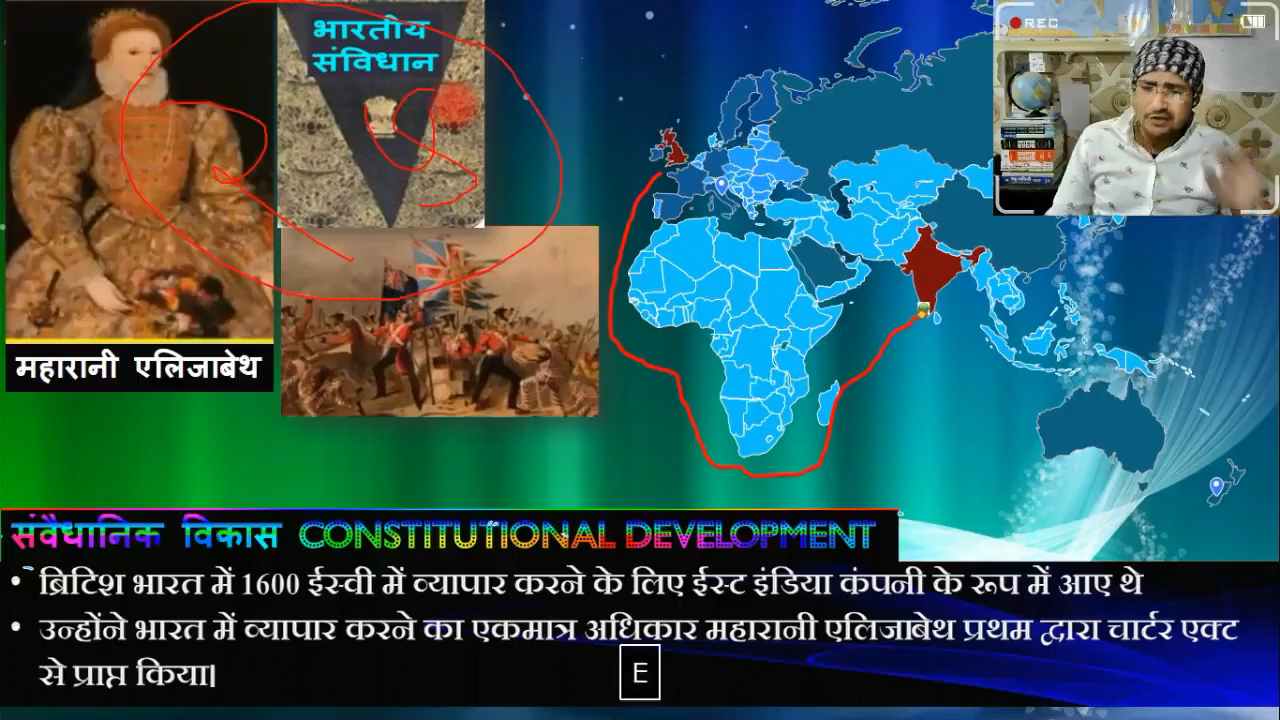 भारतीय
संविधान
REC
महारानी एलिजाबेथ
संवैधानिक विकास CONSTITUTIONAL DEVELOPMENT
• ब्रिटिश भारत में 1600 ईस्वी में व्यापार करने के लिए ईस्ट इंडिया कंपनी के रूप में आए थे
• उन्होंने भारत में व्यापार करने का एकमात्र अधिकार महारानी एलिजाबेथ प्रथम द्वारा चार्टर एक्ट
से प्राप्त किया।
E